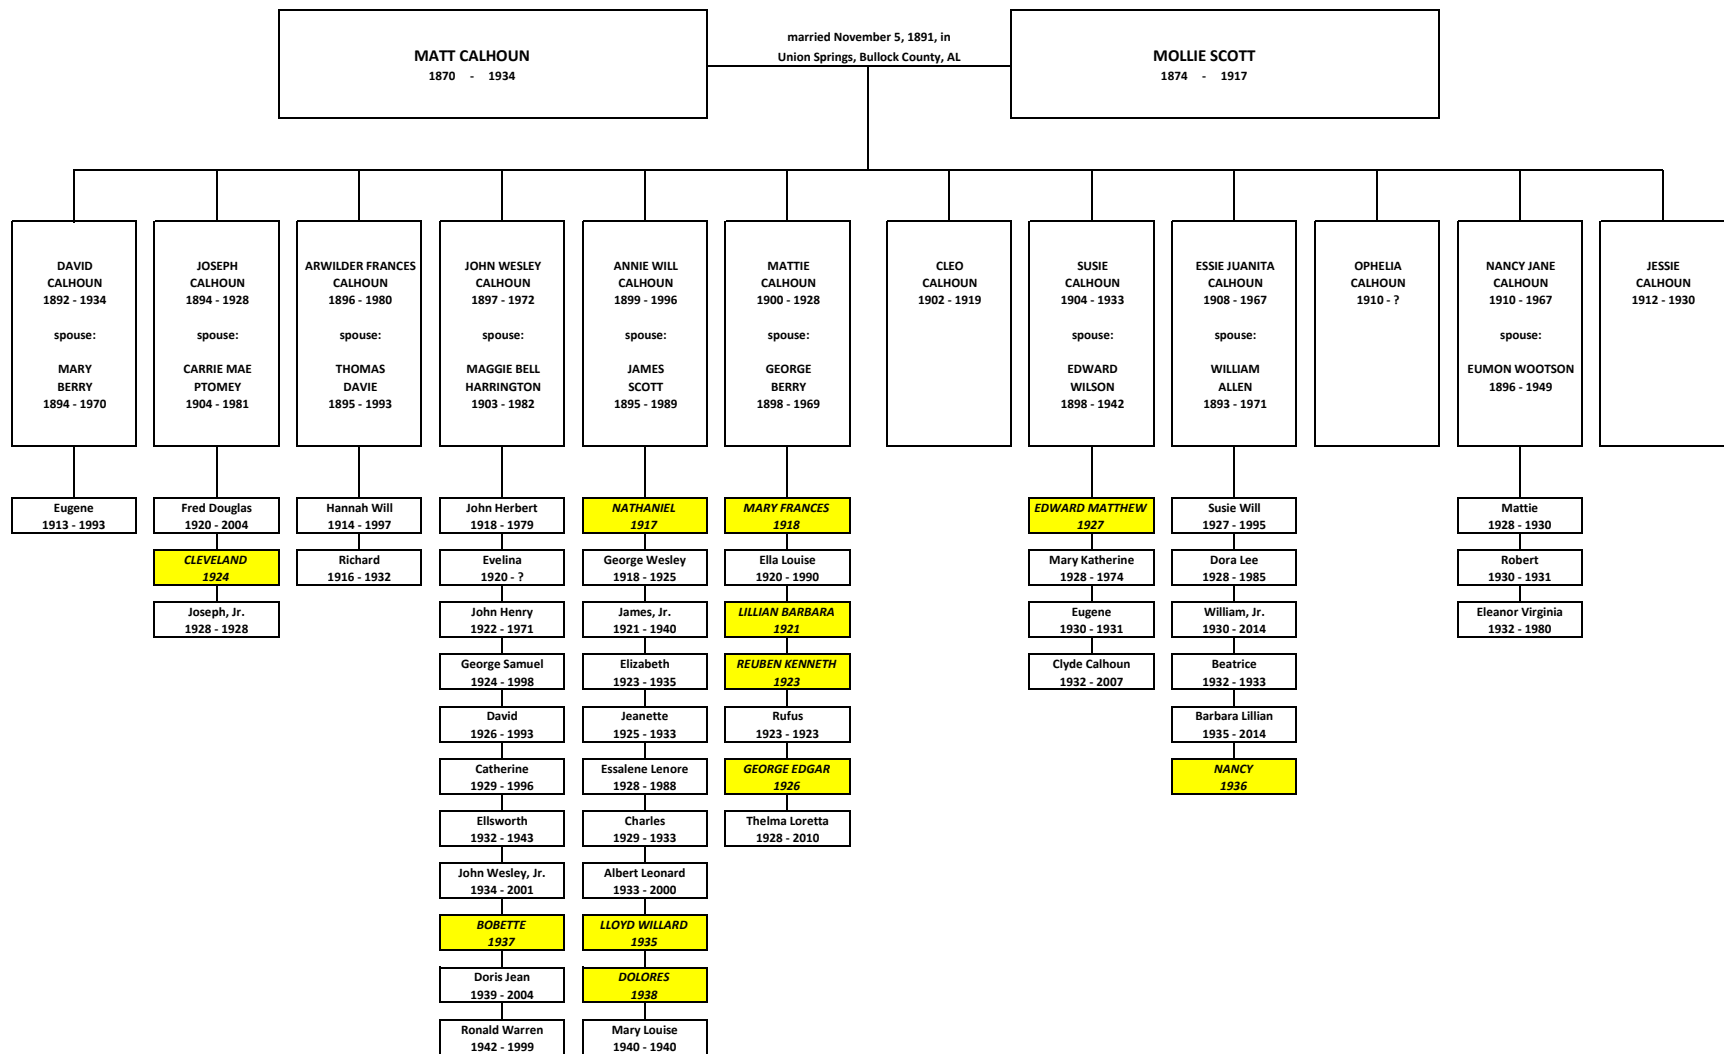 married November 5, 1891, in
Union Springs, Bullock County, AL
MATT CALHOUN
1870 - 1934
MOLLIE SCOTT
1874 - 1917
DAVID
CALHOUN
1892 - 1934
spouse:
MARY
BERRY
1894 - 1970
JOSEPH
CALHOUN
1894 - 1928
spouse:
CARRIE MAE
PTOMEY
1904 - 1981
ARWILDER FRANCES
CALHOUN
1896 - 1980
spouse:
THOMAS
DAVIE
1895 - 1993
JOHN WESLEY
CALHOUN
1897 - 1972
spouse:
MAGGIE BELL
HARRINGTON
1903 - 1982
ANNIE WILL
CALHOUN
1899 - 1996
spouse:
JAMES
SCOTT
1895 - 1989
MATTIE
CALHOUN
1900 - 1928
spouse:
GEORGE
BERRY
1898 - 1969
CLEO
CALHOUN
1902 - 1919
SUSIE
CALHOUN
1904 - 1933
spouse:
EDWARD
WILSON
1898 - 1942
ESSIE JUANITA
CALHOUN
1908 - 1967
spouse:
WILLIAM
ALLEN
1893 - 1971
OPHELIA
CALHOUN
1910 - ?
NANCY JANE
CALHOUN
1910 - 1967
spouse:
EUMON WOOTSON
1896 - 1949
JESSIE
CALHOUN
1912 - 1930
Eugene
1913 - 1993
Fred Douglas
1920 - 2004
CLEVELAND
1924
Joseph, Jr.
1928 - 1928
Hannah Will
1914 - 1997
Richard
1916 - 1932
John Herbert
1918 - 1979
Evelina
1920 - ?
John Henry
1922 - 1971
George Samuel
1924 - 1998
David
1926 - 1993
Catherine
1929 - 1996
Ellsworth
1932 - 1943
John Wesley, Jr.
1934 - 2001
BOBETTE
1937
Doris Jean
1939 - 2004
Ronald Warren
1942 - 1999
NATHANIEL
1917
George Wesley
1918 - 1925
James, Jr.
1921 - 1940
Elizabeth
1923 - 1935
Jeanette
1925 - 1933
Essalene Lenore
1928 - 1988
Charles
1929 - 1933
Albert Leonard
1933 - 2000
LLOYD WILLARD
1935
DOLORES
1938
Mary Louise
1940 - 1940
MARY FRANCES
1918
Ella Louise
1920 - 1990
LILLIAN BARBARA
1921
REUBEN KENNETH
1923
Rufus
1923 - 1923
GEORGE EDGAR
1926
Thelma Loretta
1928 - 2010
EDWARD MATTHEW
1927
Mary Katherine
1928 - 1974
Eugene
1930 - 1931
Clyde Calhoun
1932 - 2007
Susie Will
1927 - 1995
Dora Lee
1928 - 1985
William, Jr.
1930 - 2014
Beatrice
1932 - 1933
Barbara Lillian
1935 - 2014
NANCY
1936
Mattie
1928 - 1930
Robert
1930 - 1931
Eleanor Virginia
1932 - 1980